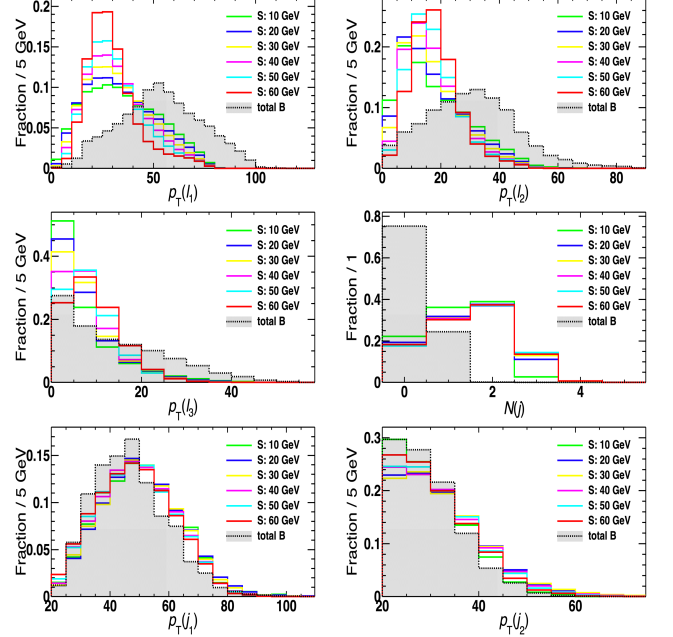 Fraction / 5 GeV
0.2
0.15
0.1
0.05
0
50
100
p_T(l_1)
S: 10 GeV
S: 20 GeV
S: 30 GeV
S: 40 GeV
S: 50 GeV
S: 60 GeV
total B
Fraction / 5 GeV
0.2
0.1
0
0
20
40
60
80
p_T(l_2)
S: 10 GeV
S: 20 GeV
S: 30 GeV
S: 40 GeV
S: 50 GeV
S: 60 GeV
total B
Fraction / 5 GeV
0.4
0.2
0
0
20
40
p_T(l_3)
S: 10 GeV
S: 20 GeV
S: 30 GeV
S: 40 GeV
S: 50 GeV
S: 60 GeV
total B
Fraction / 1
0.8
0.6
0.4
0.2
0
0
2
4
N(j)
S: 10 GeV
S: 20 GeV
S: 30 GeV
S: 40 GeV
S: 50 GeV
S: 60 GeV
total B
Fraction / 5 GeV
0.15
0.1
0.05
0
20
40
60
80
100
p_T(j_1)
S: 10 GeV
S: 20 GeV
S: 30 GeV
S: 40 GeV
S: 50 GeV
S: 60 GeV
total B
Fraction / 5 GeV
0.3
0.2
0.1
0
20
40
60
p_T(j_2)
S: 10 GeV
S: 20 GeV
S: 30 GeV
S: 40 GeV
S: 50 GeV
S: 60 GeV
total B